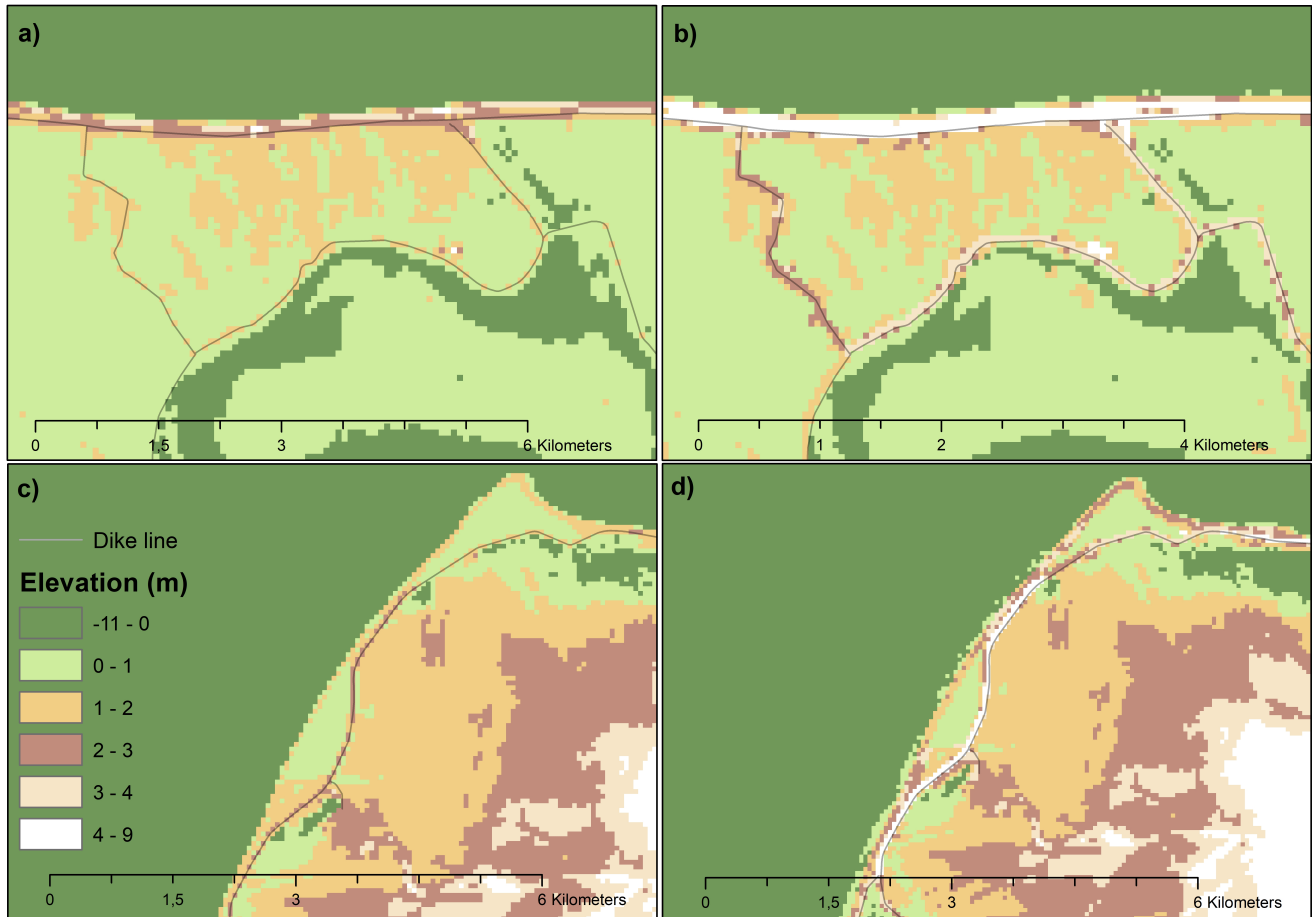 a)
0 1,5 3 6 Kilometers
b)
0 1 2 4 Kilometers
c)
Dike line
Elevation (m)
-11 - 0
0 - 1
1 - 2
2 - 3
3 - 4
4 - 9
0 1,5 3 6 Kilometers
d)
0 1,5 3 6 Kilometers